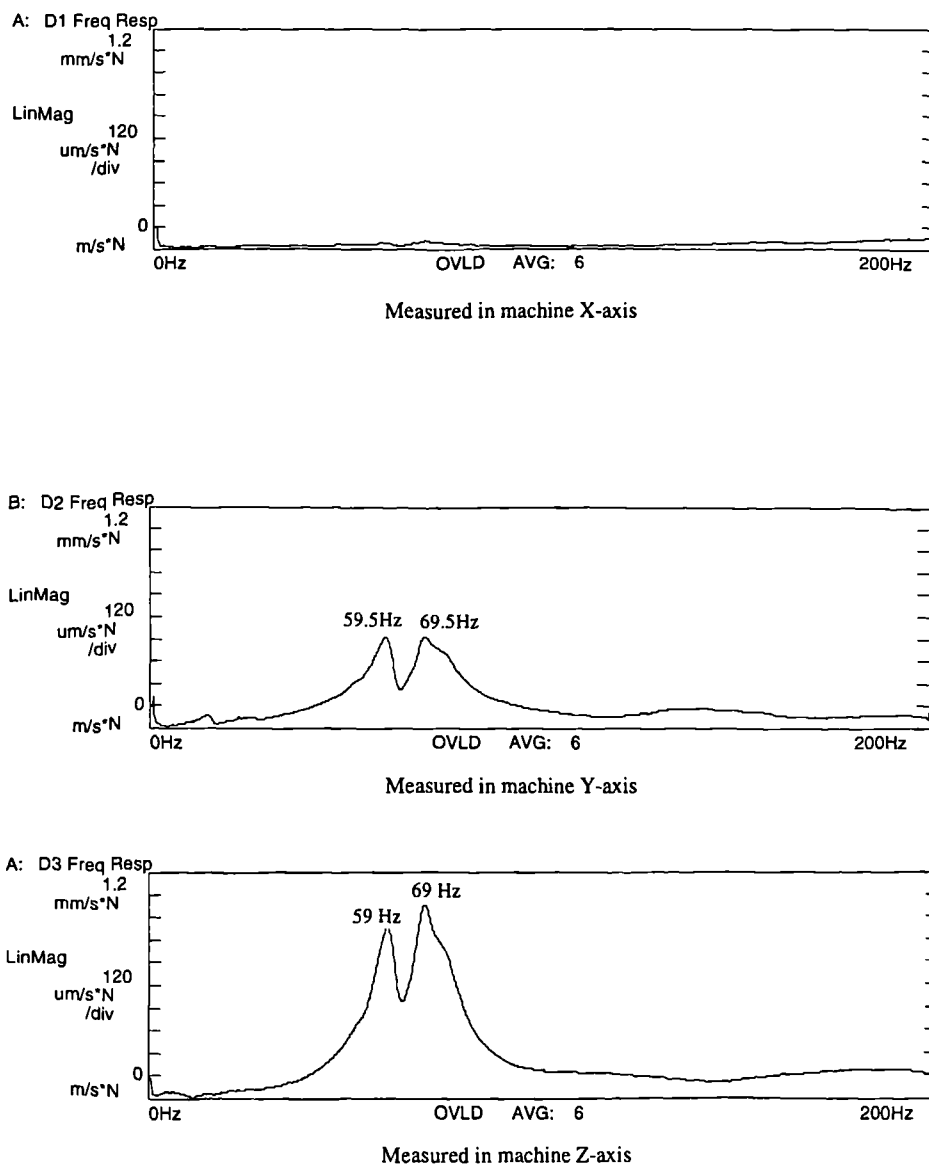 A: D1 Freq Resp
1.2
mm/s*N
LinMag
120
um/s*N
/div
0
m/s*N
0Hz OVLD AVG: 6 200Hz
Measured in machine X-axis
B: D2 Freq Resp
1.2
mm/s*N
LinMag
120
um/s*N
/div
59.5Hz 69.5Hz
0
m/s*N
0Hz OVLD AVG: 6 200Hz
Measured in machine Y-axis
A: D3 Freq Resp
1.2
mm/s*N
69 Hz
59 Hz
LinMag
120
um/s*N
/div
0
m/s*N
0Hz OVLD AVG: 6 200Hz
Measured in machine Z-axis